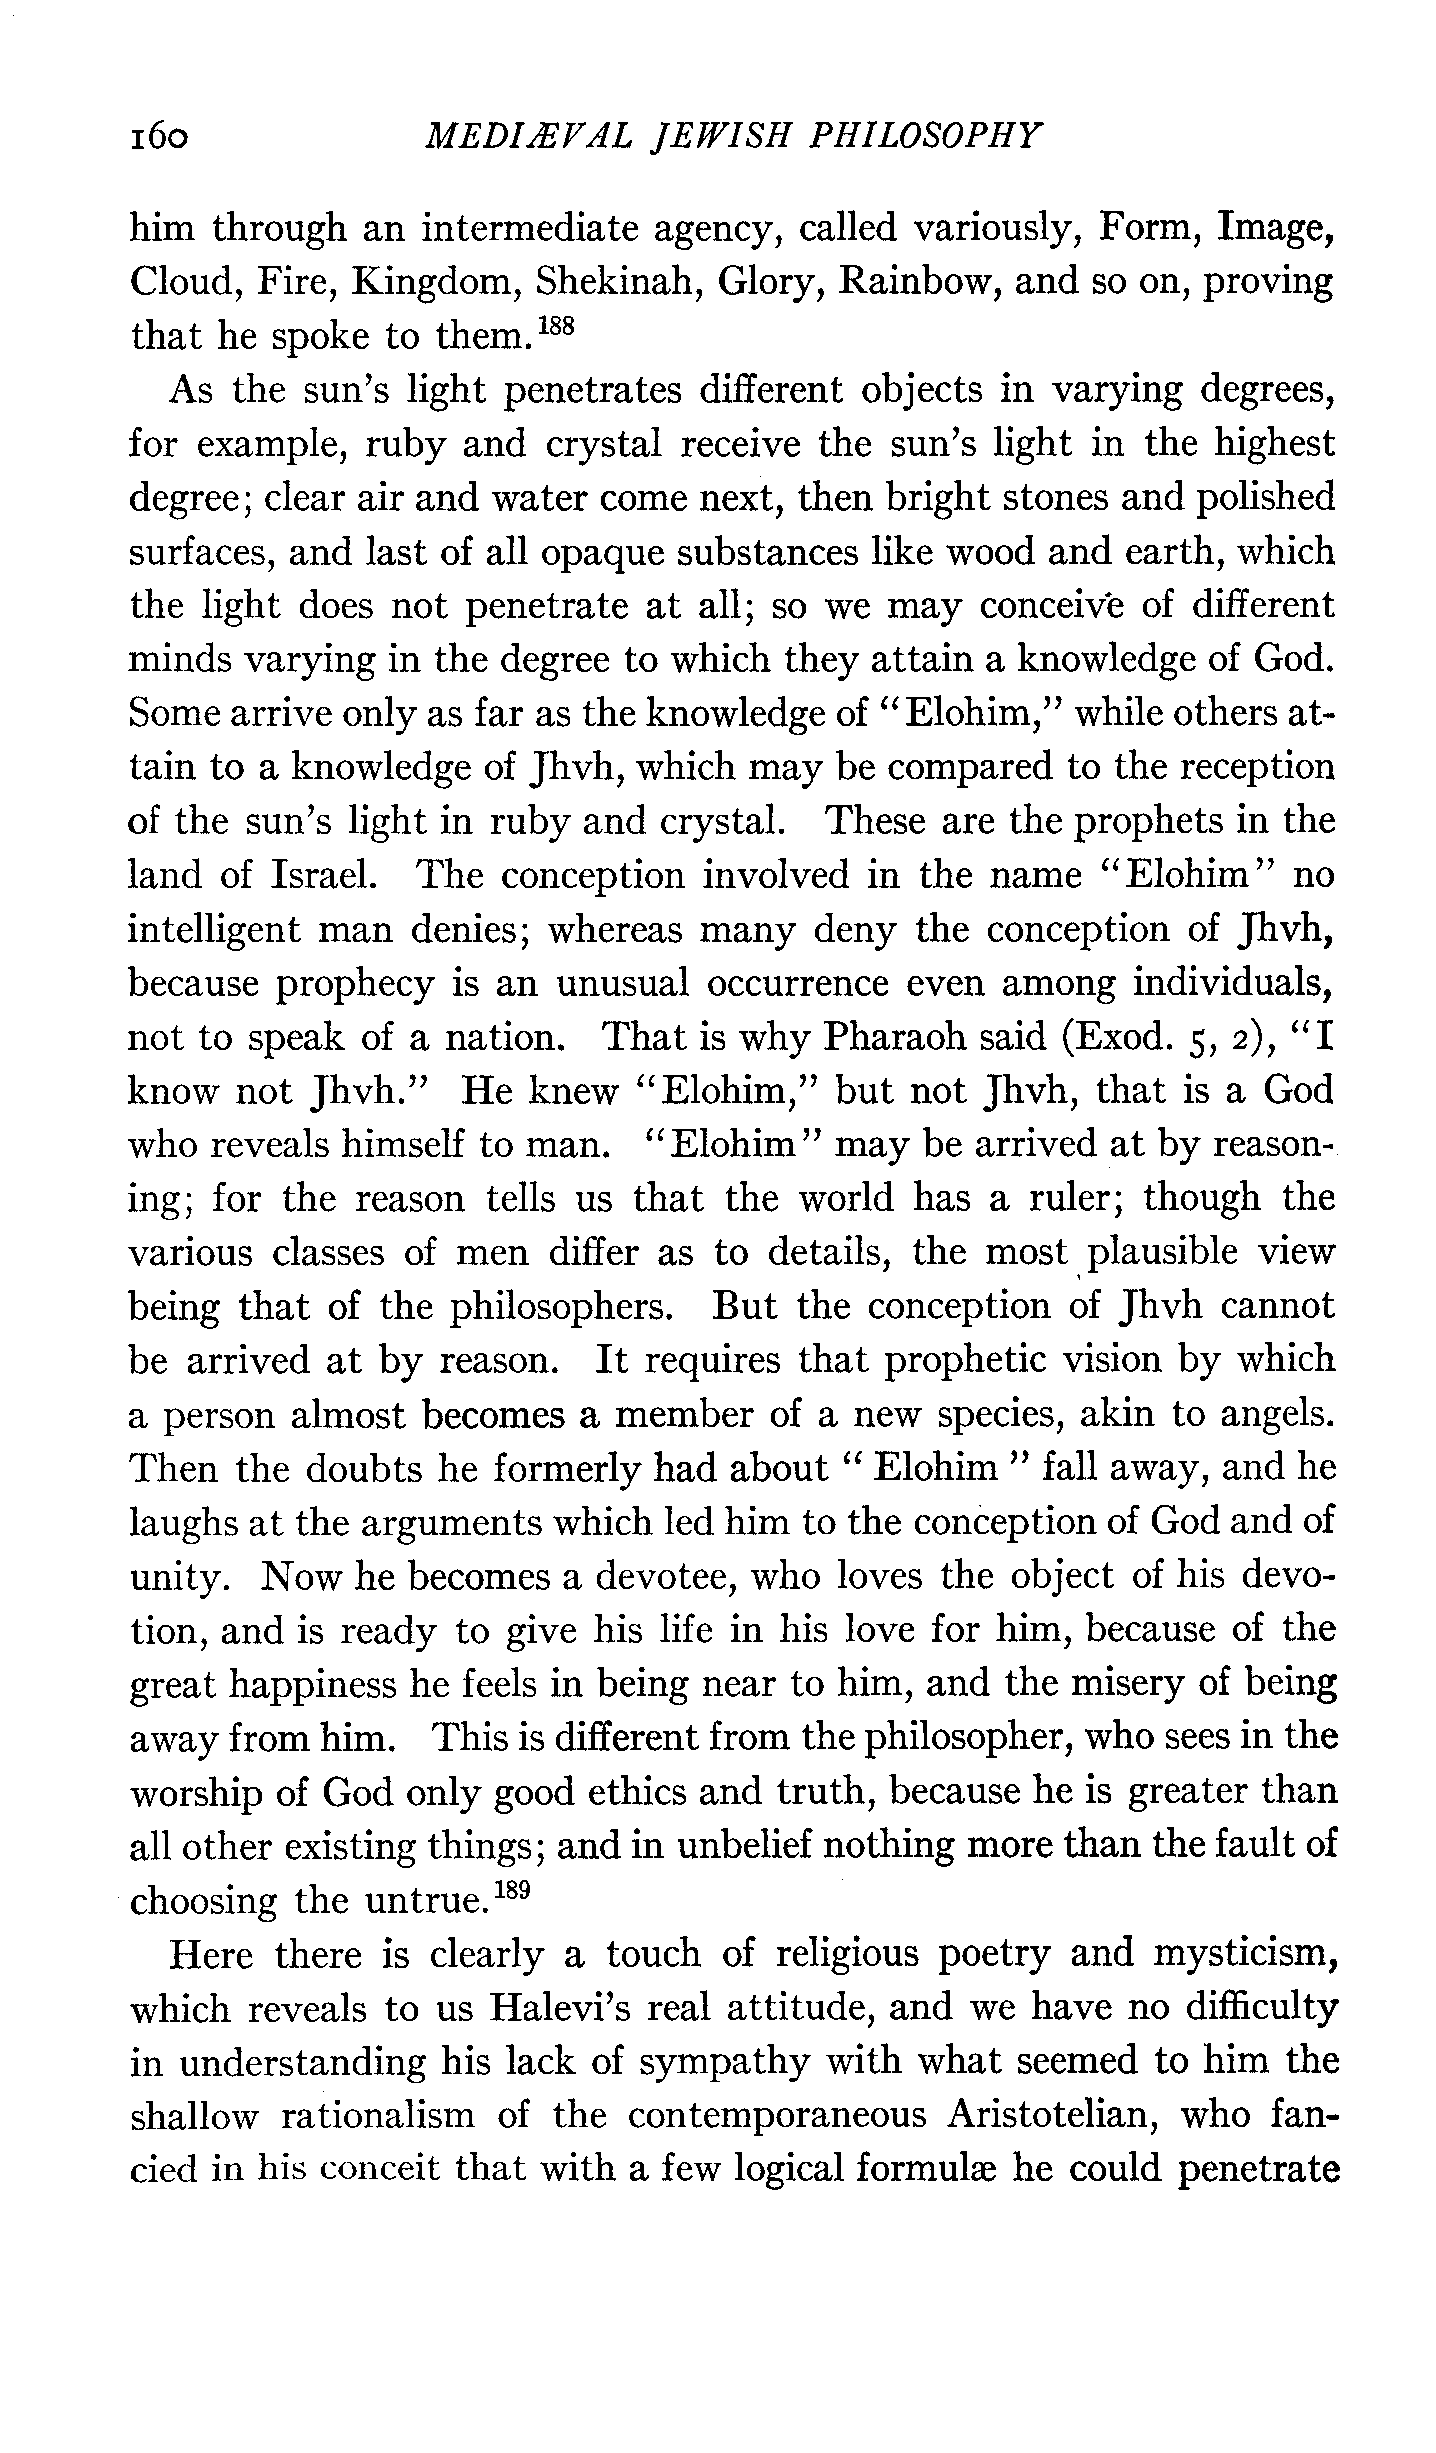 160 MEDIÆVAL JEWISH PHILOSOPHY
him through an intermediate agency, called variously, Form, Image,
Cloud, Fire, Kingdom, Shekinah, Glory, Rainbow, and so on, proving
that he spoke to them.188
As the sun's light penetrates different objects in varying degrees,
for example, ruby and crystal receive the sun's light in the highest
degree; clear air and water come next, then bright stones and polished
surfaces, and last of all opaque substances like wood and earth, which
the light does not penetrate at all; so we may conceive of different
minds varying in the degree to which they attain a knowledge of God.
Some arrive only as far as the knowledge of "Elohim," while others at-
tain to a knowledge of Jhvh, which may be compared to the reception
of the sun's light in ruby and crystal. These are the prophets in the
land of Israel. The conception involved in the name "Elohim" no
intelligent man denies; whereas many deny the conception of Jhvh,
because prophecy is an unusual occurrence even among individuals,
not to speak of a nation. That is why Pharaoh said (Exod. 5, 2), "I
know not Jhvh." He knew "Elohim," but not Jhvh, that is a God
who reveals himself to man. "Elohim" may be arrived at by reason-
ing; for the reason tells us that the world has a ruler; though the
various classes of men differ as to details, the most plausible view
being that of the philosophers. But the conception of Jhvh cannot
be arrived at by reason. It requires that prophetic vision by which
a person almost becomes a member of a new species, akin to angels.
Then the doubts he formerly had about " Elohim " fall away, and he
laughs at the arguments which led him to the conception of God and of
unity. Now he becomes a devotee, who loves the object of his devo-
tion, and is ready to give his life in his love for him, because of the
great happiness he feels in being near to him, and the misery of being
away from him. This is different from the philosopher, who sees in the
worship of God only good ethics and truth, because he is greater than
all other existing things; and in unbelief nothing more than the fault of
choosing the untrue.189
Here there is clearly a touch of religious poetry and mysticism,
which reveals to us Halevi's real attitude, and we have no difficulty
in understanding his lack of sympathy with what seemed to him the
shallow rationalism of the contemporaneous Aristotelian, who fan-
cied in his conceit that with a few logical formulæ he could penetrate